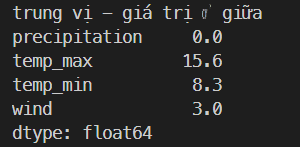 trung vị – giá trị ở giữa
precipitation     0.0
temp_max         15.6
temp_min          8.3
wind              3.0
dtype: float64